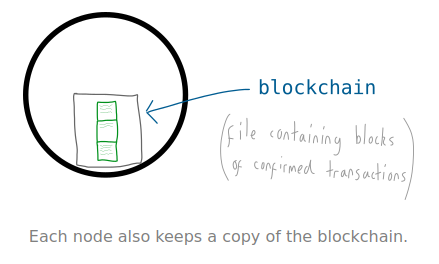 blockchain
(file containing blocks
of confirmed transactions)
Each node also keeps a copy of the blockchain.